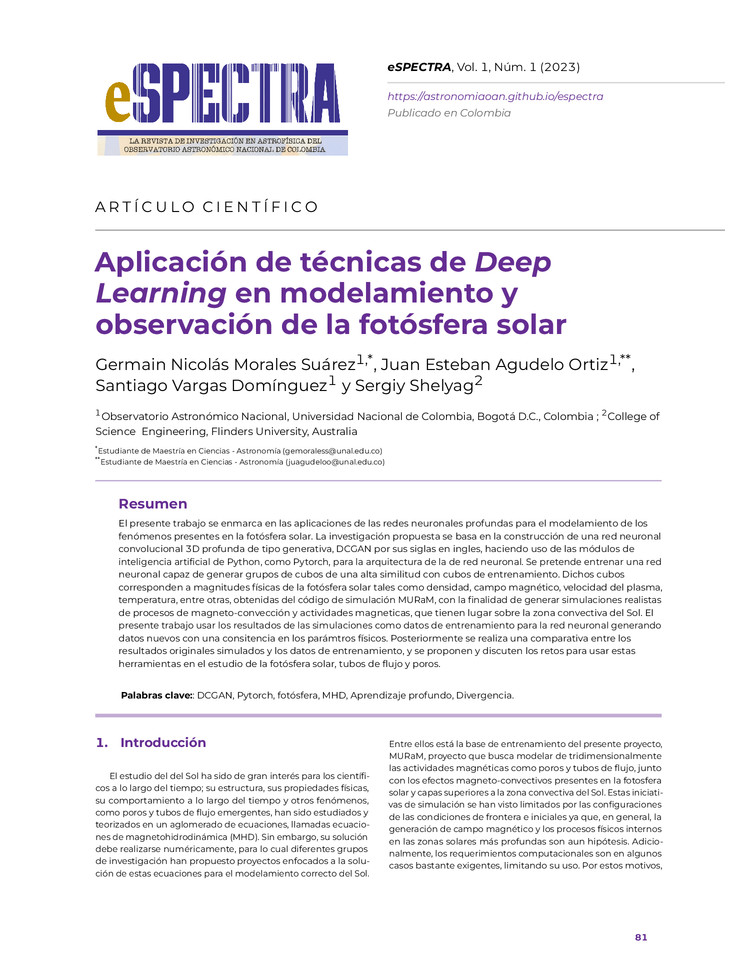 eSPECTRA
LA REVISTA DE INVESTIGACIÓN EN ASTROFÍSICA DEL
OBSERVATORIO ASTRONÓMICO NACIONAL DE COLOMBIA
eSPECTRA, Vol. 1, Núm. 1 (2023)
https://astronomiaoan.github.io/espectra
Publicado en Colombia
ARTÍCULO CIENTÍFICO
Aplicación de técnicas de Deep
Learning en modelamiento y
observación de la fotósfera solar
Germain Nicolás Morales Suárez1,*, Juan Esteban Agudelo Ortiz1,**,
Santiago Vargas Domínguez1 y Sergiy Shelyag2
1Observatorio Astronómico Nacional, Universidad Nacional de Colombia, Bogotá D.C., Colombia ; 2College of
Science Engineering, Flinders University, Australia
*Estudiante de Maestría en Ciencias - Astronomía (gemoraless@unal.edu.co)
**Estudiante de Maestría en Ciencias - Astronomía (juagudeloo@unal.edu.co)
Resumen
El presente trabajo se enmarca en las aplicaciones de las redes neuronales profundas para el modelamiento de los
fenómenos presentes en la fotósfera solar. La investigación propuesta se basa en la construcción de una red neuronal
convolucional 3D profunda de tipo generativa, DCGAN por sus siglas en ingles, haciendo uso de las módulos de
inteligencia artificial de Python, como Pytorch, para la arquitectura de la de red neuronal. Se pretende entrenar una red
neuronal capaz de generar grupos de cubos de una alta similitud con cubos de entrenamiento. Dichos cubos
corresponden a magnitudes físicas de la fotósfera solar tales como densidad, campo magnético, velocidad del plasma,
temperatura, entre otras, obtenidas del código de simulación MURaM, con la finalidad de generar simulaciones realistas
de procesos de magneto-convección y actividades magneticas, que tienen lugar sobre la zona convectiva del Sol. El
presente trabajo usar los resultados de las simulaciones como datos de entrenamiento para la red neuronal generando
datos nuevos con una consitencia en los parámtros físicos. Posteriormente se realiza una comparativa entre los
resultados originales simulados y los datos de entrenamiento, y se proponen y discuten los retos para usar estas
herramientas en el estudio de la fotósfera solar, tubos de flujo y poros.
Palabras clave:: DCGAN, Pytorch, fotósfera, MHD, Aprendizaje profundo, Divergencia.
1. Introducción
El estudio del del Sol ha sido de gran interés para los científi-
cos a lo largo del tiempo; su estructura, sus propiedades físicas,
su comportamiento a lo largo del tiempo y otros fenómenos,
como poros y tubos de flujo emergentes, han sido estudiados y
teorizados en un aglomerado de ecuaciones, llamadas ecuacio-
nes de magnetohidrodinámica (MHD). Sin embargo, su solución
debe realizarse numéricamente, para lo cual diferentes grupos
de investigación han propuesto proyectos enfocados a la solu-
ción de estas ecuaciones para el modelamiento correcto del Sol.
Entre ellos está la base de entrenamiento del presente proyecto,
MURaM, proyecto que busca modelar de tridimensionalmente
las actividades magnéticas como poros y tubos de flujo, junto
con los efectos magneto-convectivos presentes en la fotosfera
solar y capas superiores a la zona convectiva del Sol. Estas iniciati-
vas de simulación se han visto limitados por las configuraciones
de las condiciones de frontera e iniciales ya que, en general, la
generación de campo magnético y los procesos físicos internos
en las zonas solares más profundas son aun hipótesis. Adicio-
nalmente, los requerimientos computacionales son en algunos
casos bastante exigentes, limitando su uso. Por estos motivos,
81